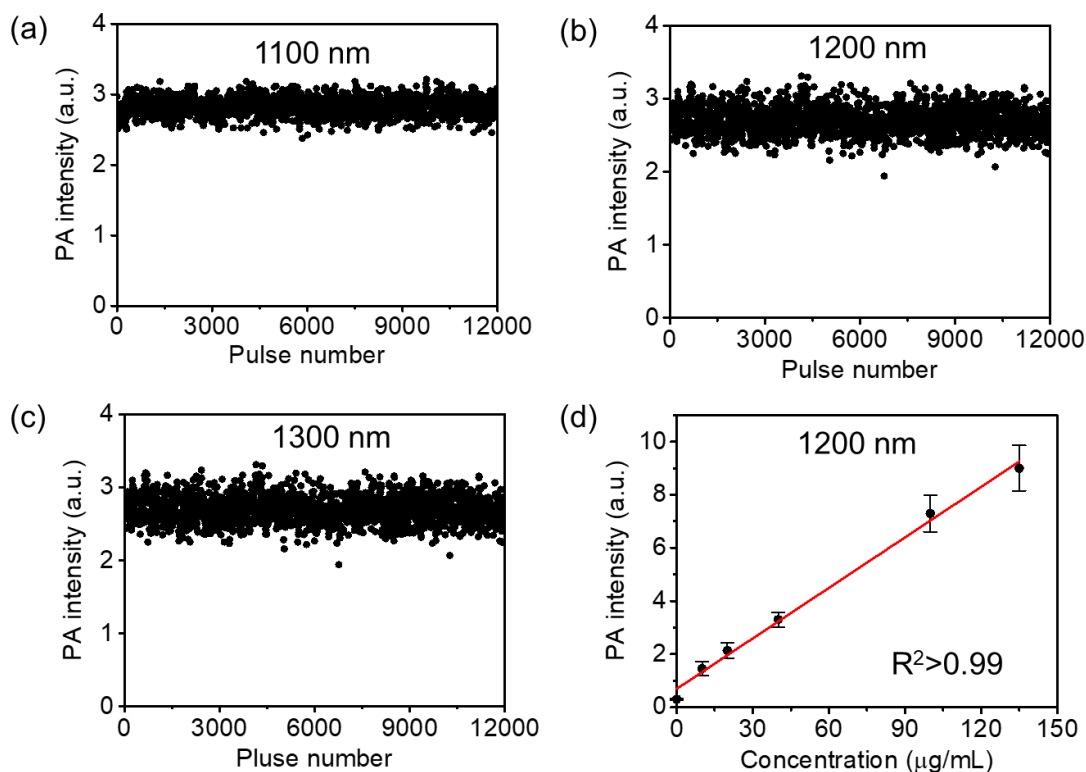 (a)
1100 nm
PA intensity (a.u.)
4
3
2
1
0
0 3000 6000 9000 12000
Pulse number
(b)
1200 nm
PA intensity (a.u.)
4
3
2
1
0
0 3000 6000 9000 12000
Pulse number
(c)
1300 nm
PA intensity (a.u.)
4
3
2
1
0
0 3000 6000 9000 12000
Pluse number
(d)
1200 nm
PA intensity (a.u.)
10
8
6
4
2
0
R²>0.99
0 30 60 90 120 150
Concentration (μg/mL)